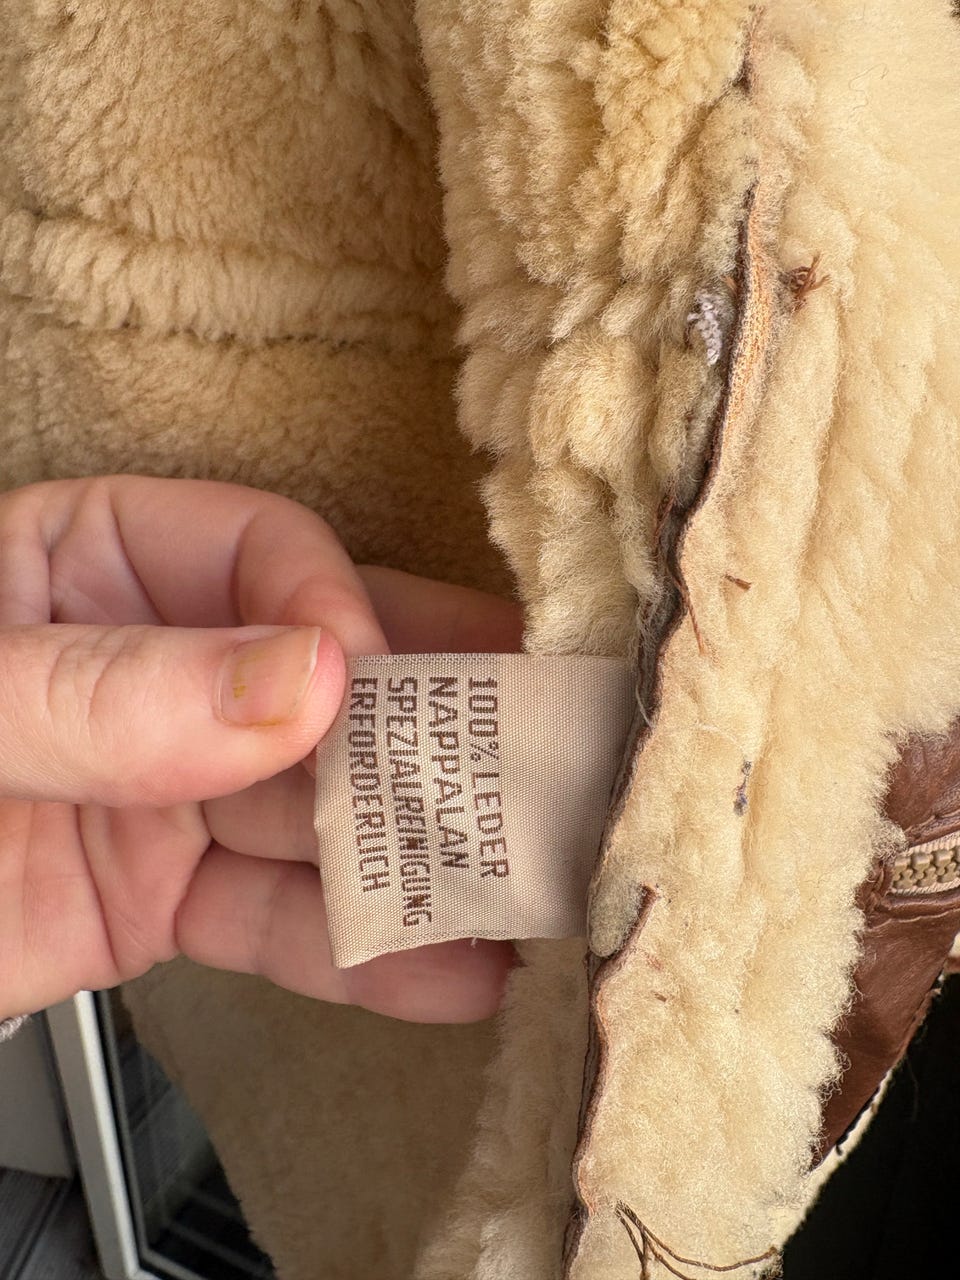 100% LEDER
NAPPALAN
SPEZIALREINIGUNG
ERFORDERLICH